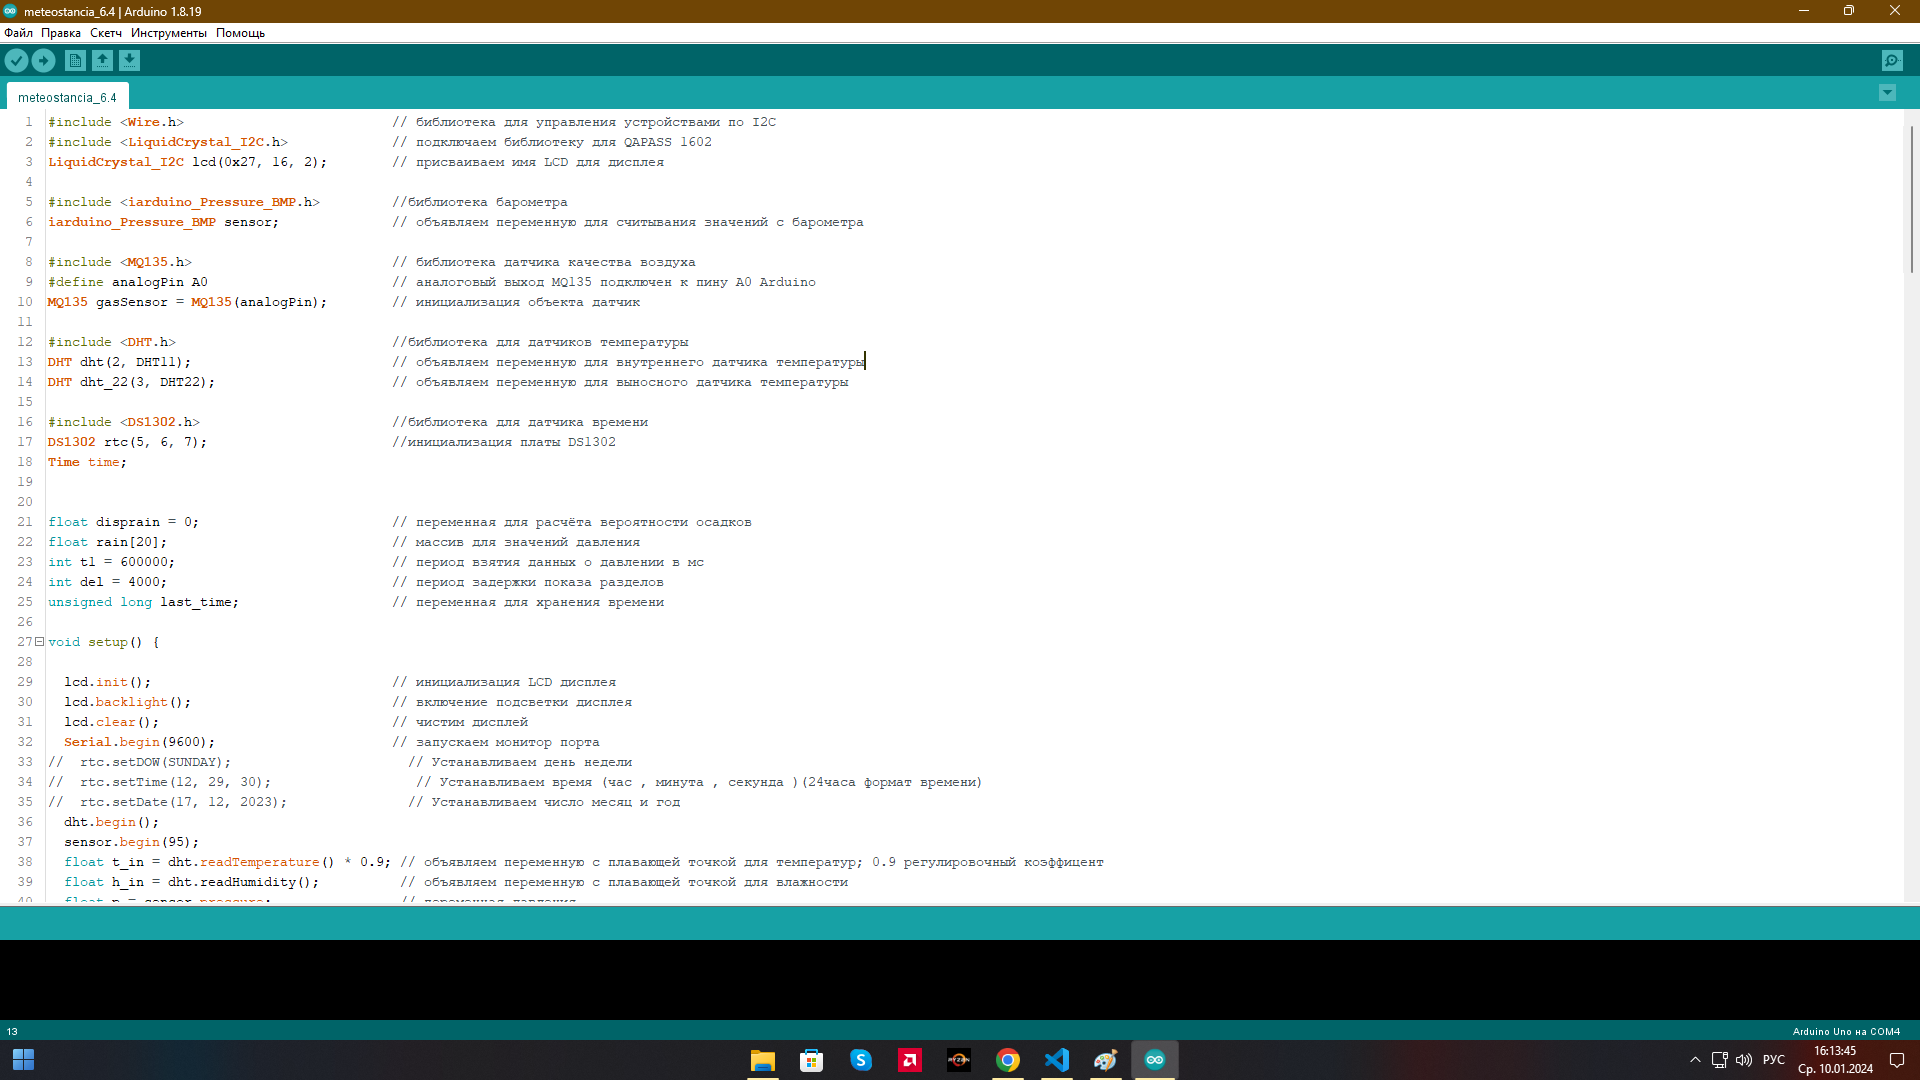 meteostancia_6.4 | Arduino 1.8.19
Файл Правка Скетч Инструменты Помощь
meteostancia_6.4
1 #include <Wire.h> // библиотека для управления устройствами по I2C
2 #include <LiquidCrystal_I2C.h> // подключаем библиотеку для QAPASS 1602
3 LiquidCrystal_I2C lcd(0x27, 16, 2); // присваиваем имя LCD для дисплея
4
5 #include <iarduino_Pressure_BMP.h> //библиотека барометра
6 iarduino_Pressure_BMP sensor; // объявляем переменную для считывания значений с барометра
7
8 #include <MQ135.h> // библиотека датчика качества воздуха
9 #define analogPin A0 // аналоговый выход MQ135 подключен к пину A0 Arduino
10 MQ135 gasSensor = MQ135(analogPin); // инициализация объекта датчик
11
12 #include <DHT.h> //библиотека для датчиков температуры
13 DHT dht(2, DHT11); // объявляем переменную для внутреннего датчика температуры
14 DHT dht_22(3, DHT22); // объявляем переменную для выносного датчика температуры
15
16 #include <DS1302.h> //библиотека для датчика времени
17 DS1302 rtc(5, 6, 7); //инициализация платы DS1302
18 Time time;
19
20
21 float disprain = 0; // переменная для расчёта вероятности осадков
22 float rain[20]; // массив для значений давления
23 int t1 = 600000; // период взятия данных о давлении в мс
24 int del = 4000; // период задержки показа разделов
25 unsigned long last_time; // переменная для хранения времени
26
27 void setup() {
28
29 lcd.init(); // инициализация LCD дисплея
30 lcd.backlight(); // включение подсветки дисплея
31 lcd.clear(); // чистим дисплей
32 Serial.begin(9600); // запускаем монитор порта
33 // rtc.setDOW(SUNDAY); // Устанавливаем день недели
34 // rtc.setTime(12, 29, 30); // Устанавливаем время (час , минута , секунда )(24часа формат времени)
35 // rtc.setDate(17, 12, 2023); // Устанавливаем число месяц и год
36 dht.begin();
37 sensor.begin(95);
38 float t_in = dht.readTemperature() * 0.9; // объявляем переменную с плавающей точкой для температур; 0.9 регулировочный коэффицент
39 float h_in = dht.readHumidity(); // объявляем переменную с плавающей точкой для влажности
40 float p = sensor.pressure; // переменная давления
13
Arduino Uno на COM4
RYZEN
РУС
16:13:45
Ср. 10.01.2024